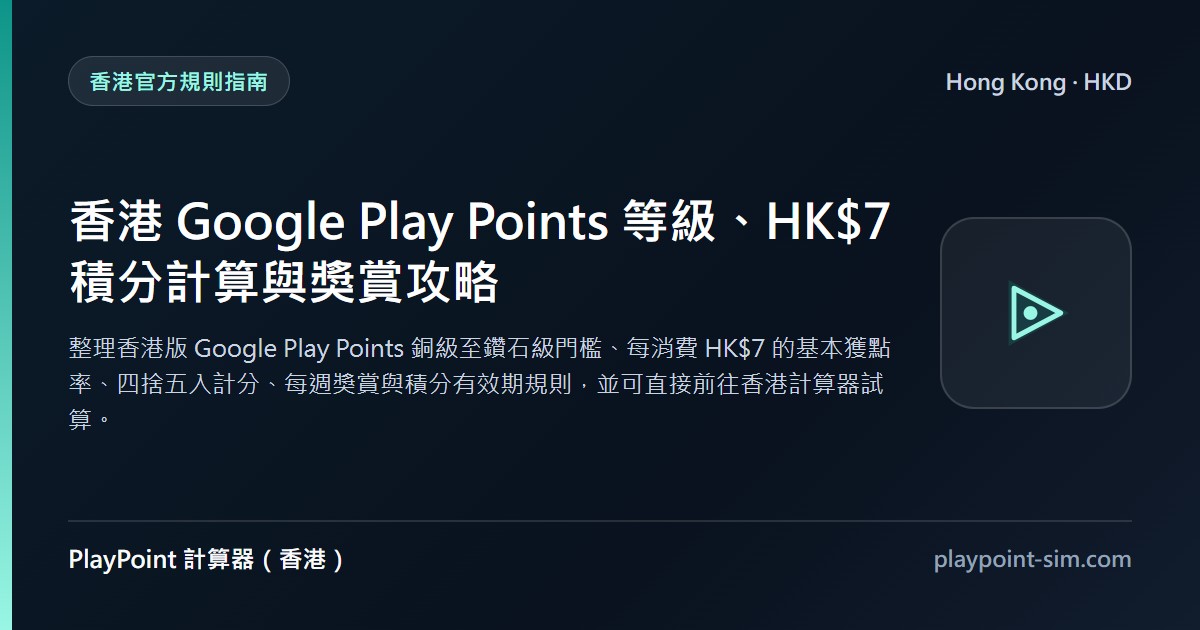 香港官方規則指南
Hong Kong · HKD
香港 Google Play Points 等級、HK$7
積分計算與獎賞攻略
整理香港版 Google Play Points 銅級至鑽石級門檻、每消費 HK$7 的基本獲點
率、四捨五入計分、每週獎賞與積分有效期規則，並可直接前往香港計算器試
算。
PlayPoint 計算器（香港）
playpoint-sim.com